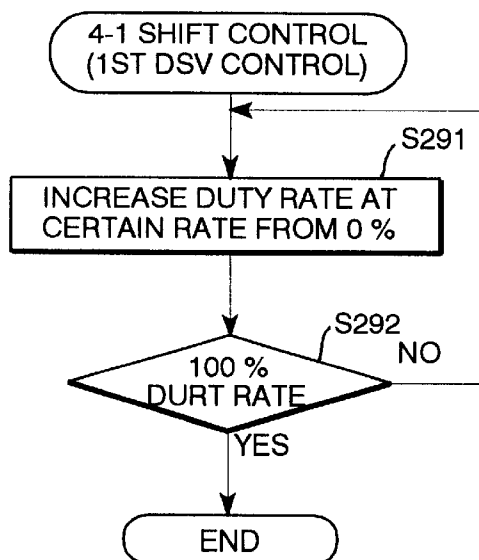 4-1 SHIFT CONTROL
(1ST DSV CONTROL)
S291
INCREASE DUTY RATE AT
CERTAIN RATE FROM 0 %
S292
NO
100 %
DURT RATE
YES
END